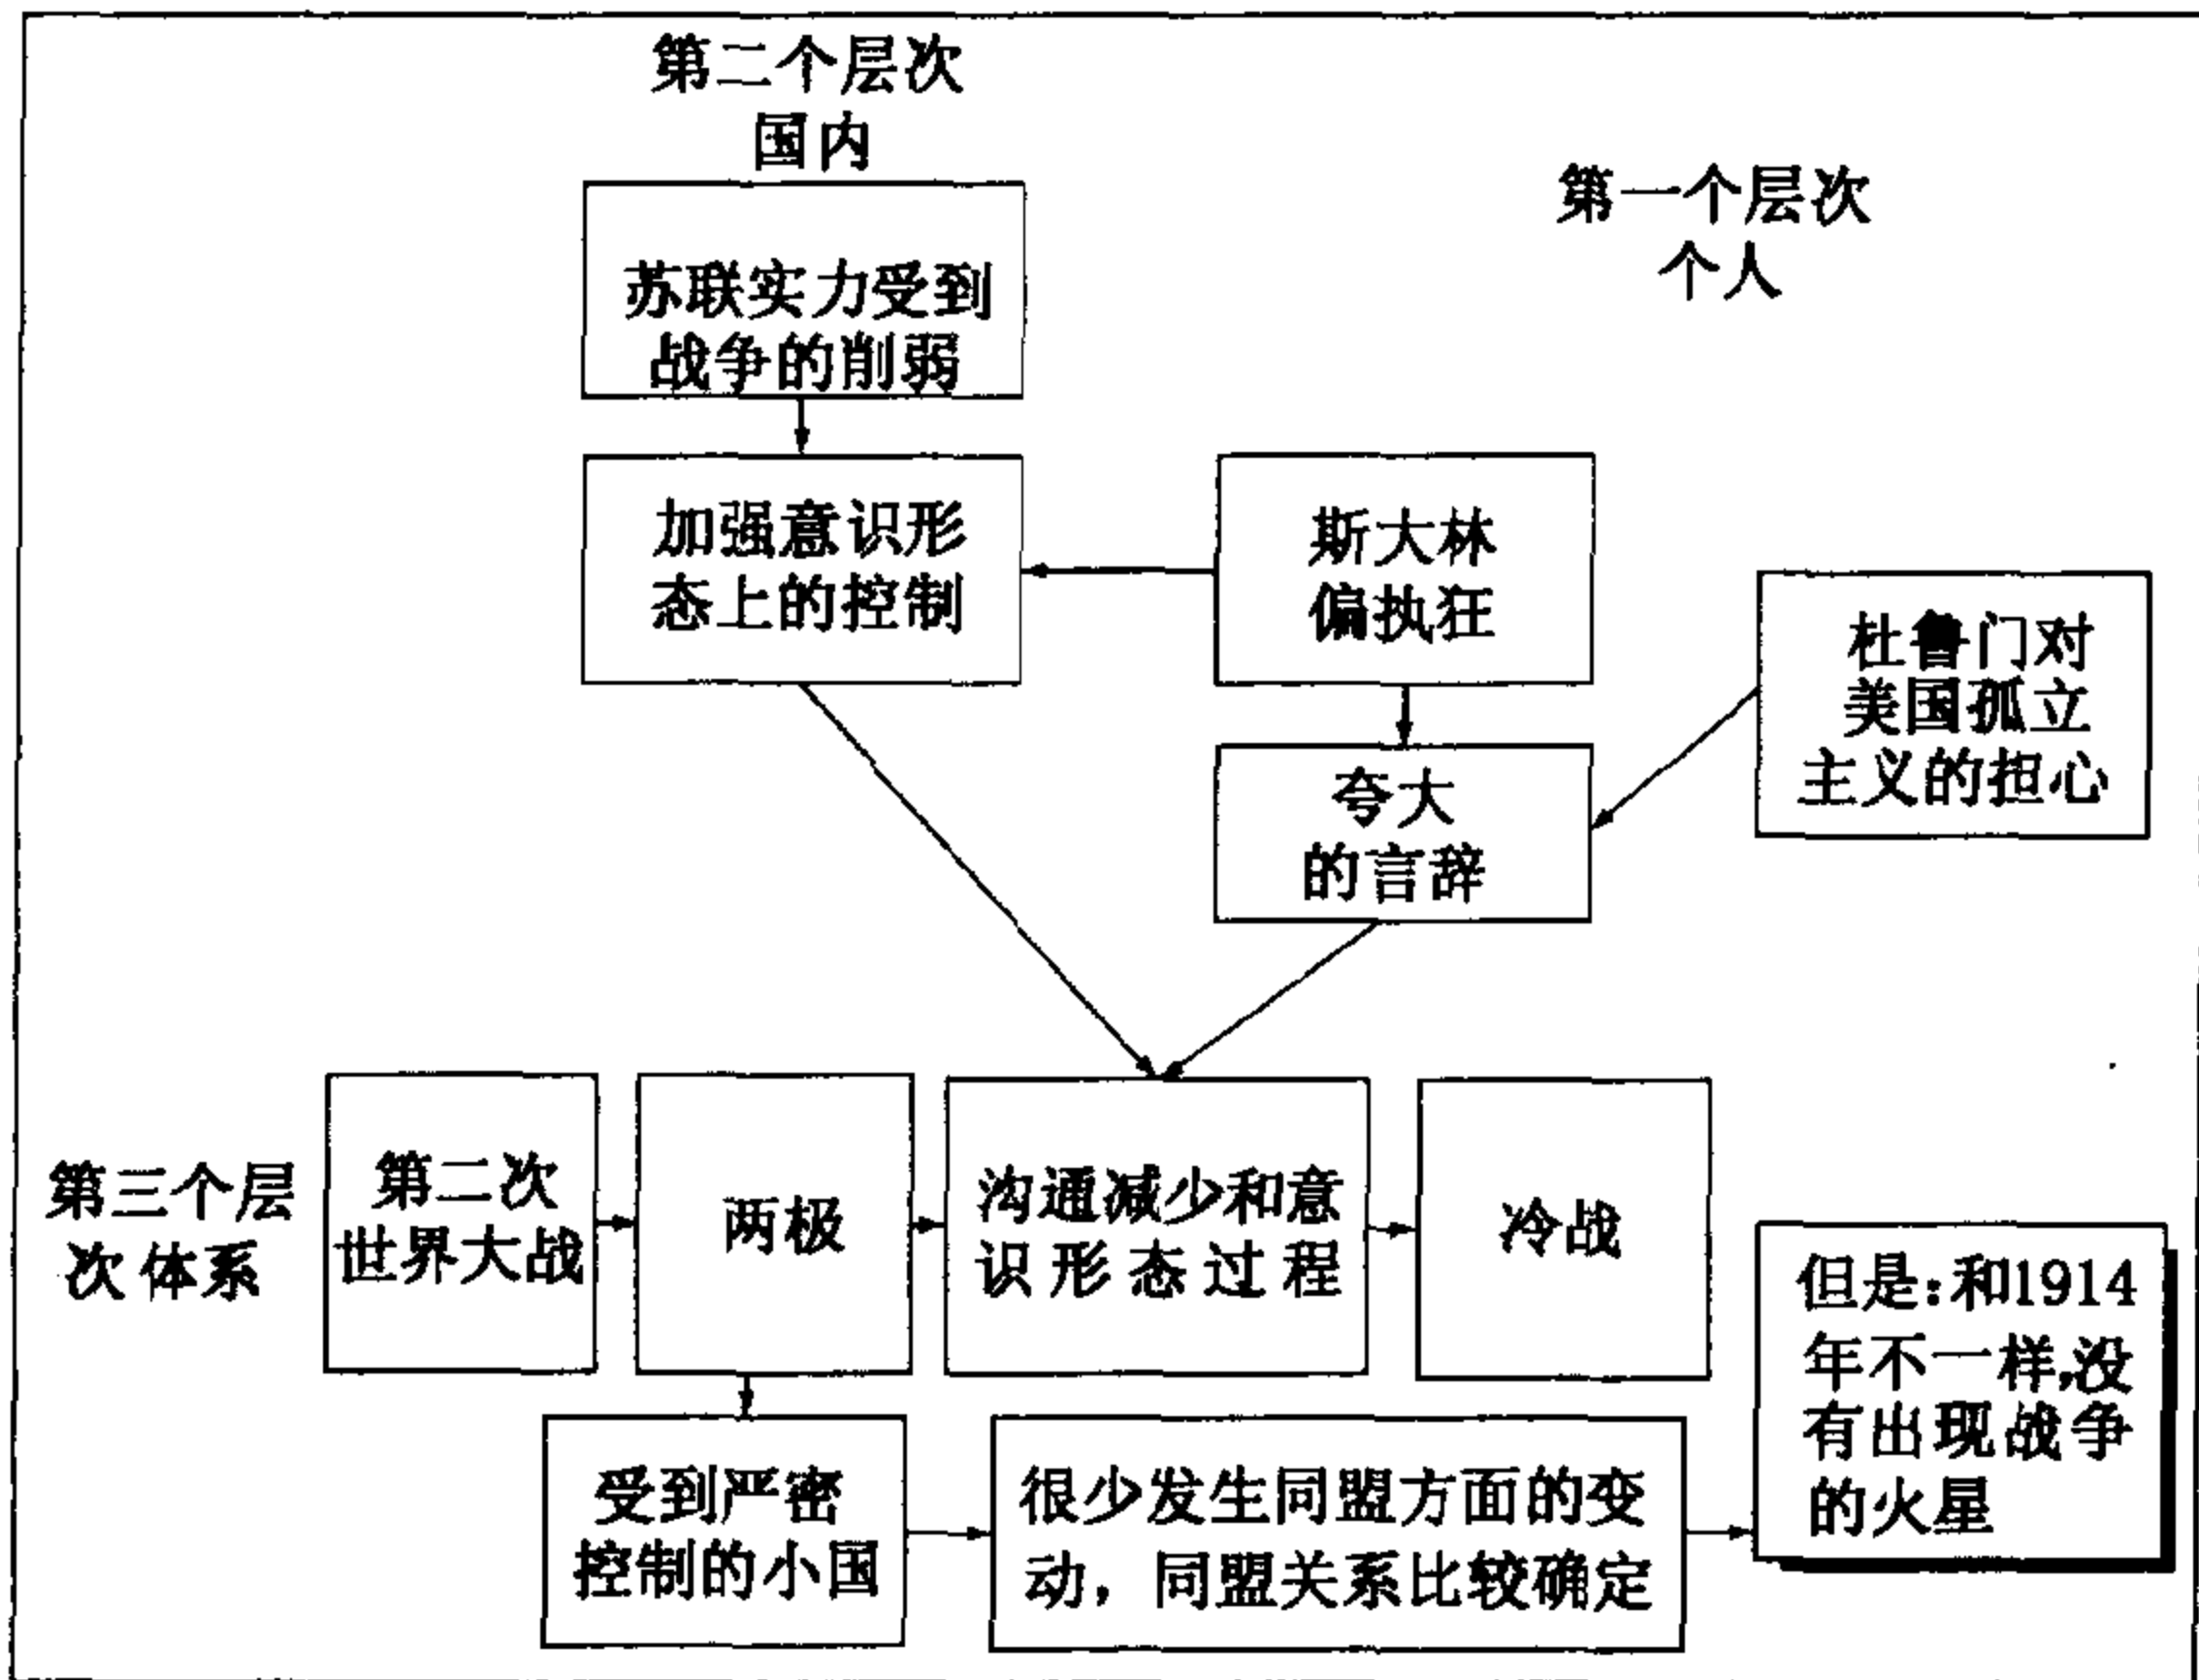 第二个层次
国内
第一个层次
个人
苏联实力受到
战争的削弱
加强意识形
态上的控制
斯大林
偏执狂
杜鲁门对
美国孤立
主义的担心
夸大
的言辞
第三个层
次体系
第二次
世界大战
两极
沟通减少和意
识形态过程
冷战
但是:和1914
年不一样,没
有出现战争
的火星
受到严密
控制的小国
很少发生同盟方面的变
动，同盟关系比较确定